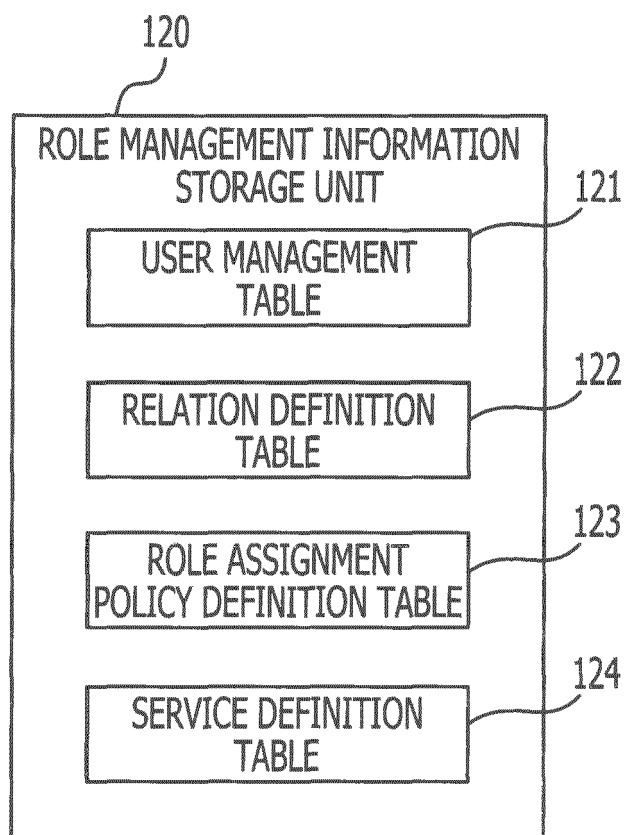 120
ROLE MANAGEMENT INFORMATION
STORAGE UNIT
121
USER MANAGEMENT
TABLE
122
RELATION DEFINITION
TABLE
123
ROLE ASSIGNMENT
POLICY DEFINITION TABLE
124
SERVICE DEFINITION
TABLE